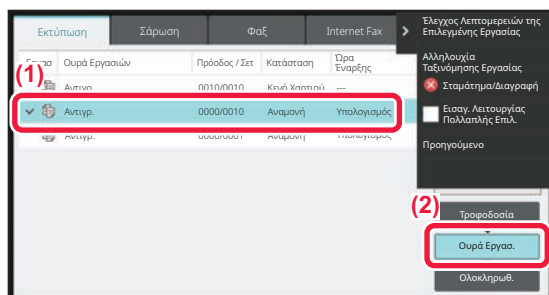 Εκτύπωση Σάρωση Φαξ Internet Fax
Ουρά Εργασιών Πρόοδος / Σετ Κατάσταση Ώρα Έναρξης
(1)
Αντιγρ. 0010/0010 Κενό Χαρτιού ---
Αντιγρ. 0000/0010 Αναμονή Υπολογισμός
Αντιγρ. 0000/0001 Αναμονή Υπολογισμός
Έλεγχος Λεπτομερειών της
Επιλεγμένης Εργασίας
Αλληλουχία
Ταξινόμησης Εργασίας
Σταμάτημα/Διαγραφή
Εισαγ. Λειτουργίας
Πολλαπλής Επιλ.
Προηγούμενο
(2)
Τροφοδοσία
Ουρά Εργασ.
Ολοκληρωθ.